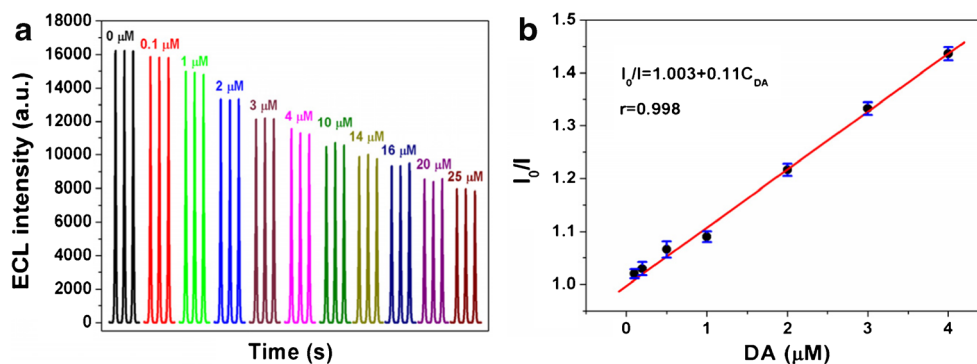 a
18000
16000
14000
12000
10000
8000
6000
4000
2000
0
ECL intensity (a.u.)
0 μM
0.1 μM
1 μM
2 μM
3 μM
4 μM
10 μM
14 μM
16 μM
20 μM
25 μM
Time (s)
b
1.5
1.4
1.3
1.2
1.1
1.0
I₀/I
I₀/I=1.003+0.11C_DA
r=0.998
0 1 2 3 4
DA (μM)